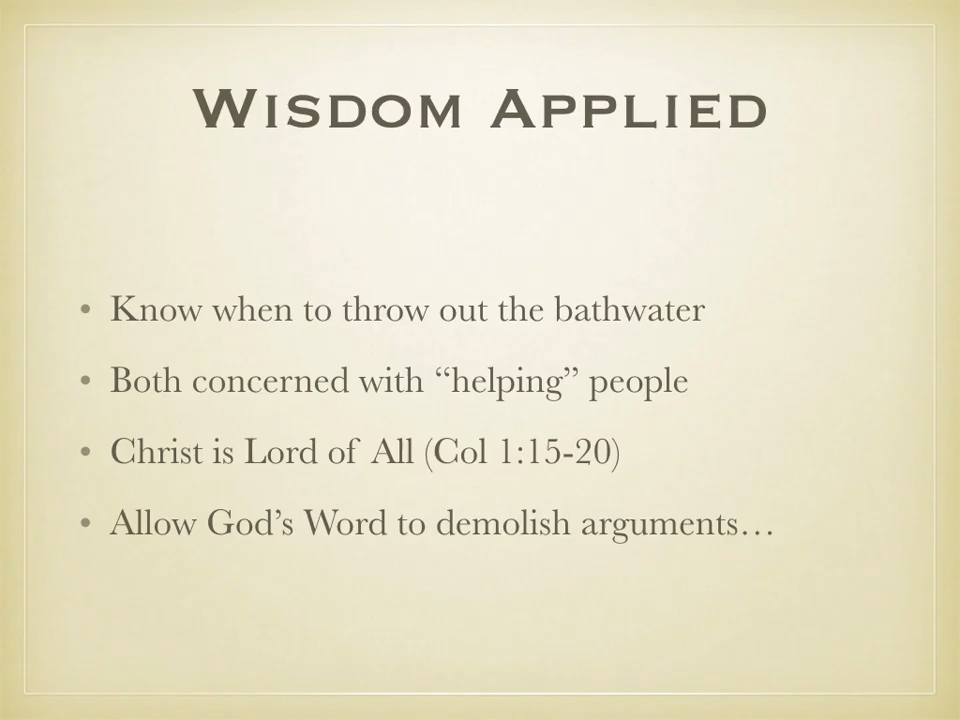 Wisdom Applied
• Know when to throw out the bathwater
• Both concerned with “helping” people
• Christ is Lord of All (Col 1:15-20)
• Allow God’s Word to demolish arguments…